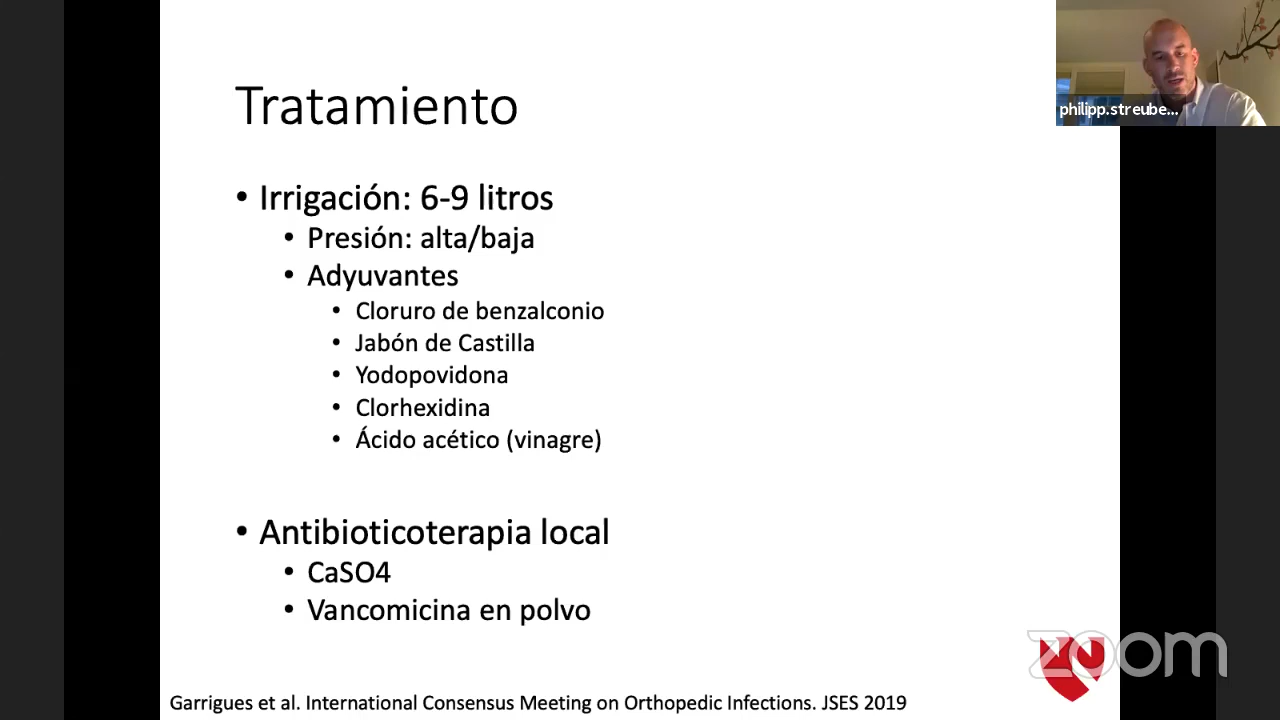 philipp.streube...
Tratamiento
• Irrigación: 6-9 litros
• Presión: alta/baja
• Adyuvantes
• Cloruro de benzalconio
• Jabón de Castilla
• Yodopovidona
• Clorhexidina
• Ácido acético (vinagre)
• Antibioticoterapia local
• CaSO4
• Vancomicina en polvo
zoom
N
Garrigues et al. International Consensus Meeting on Orthopedic Infections. JSES 2019